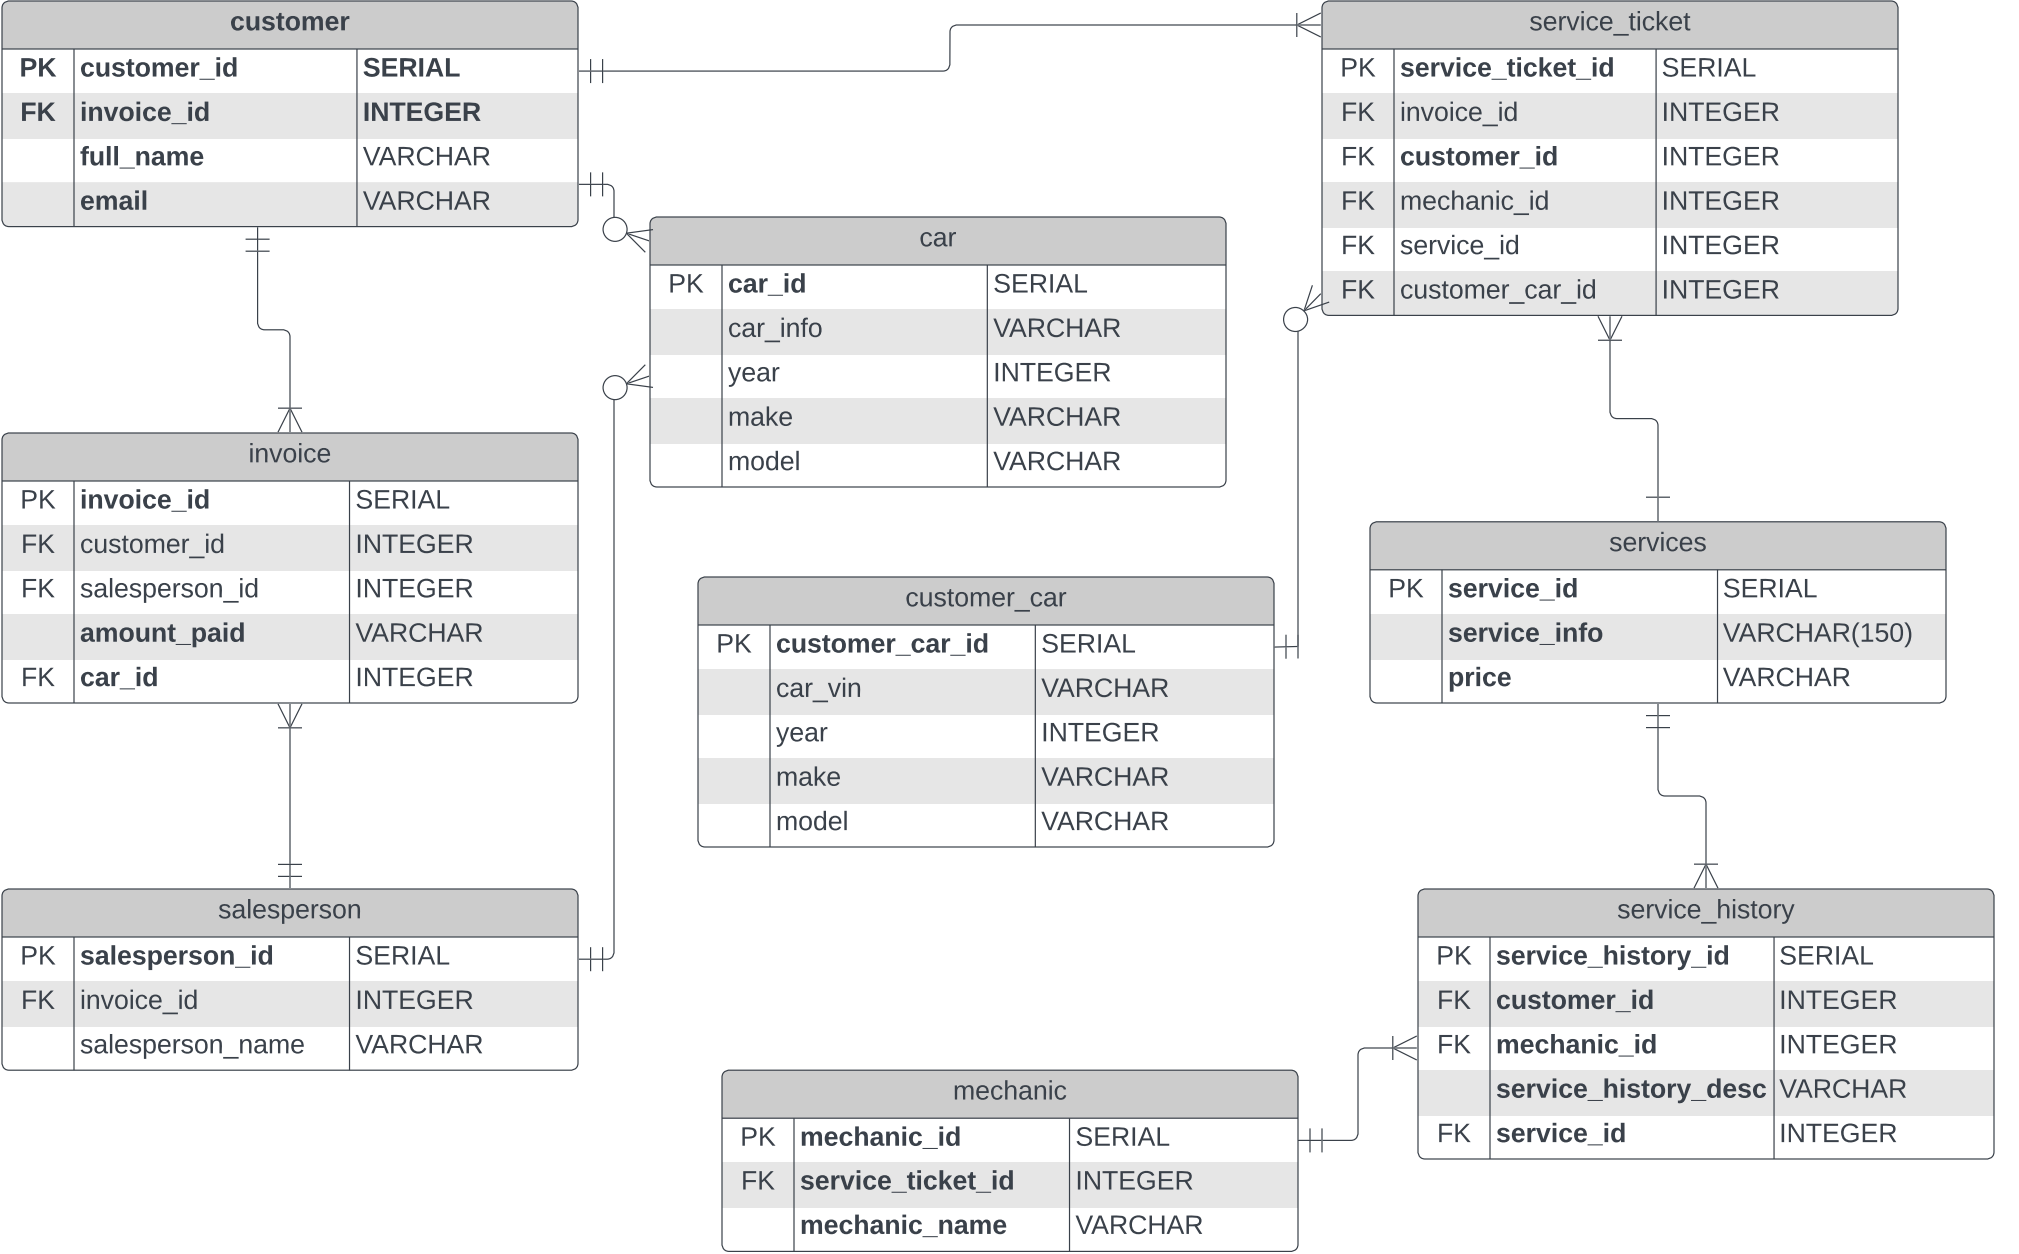 customer
PK customer_id SERIAL
FK invoice_id INTEGER
full_name VARCHAR
email VARCHAR
service_ticket
PK service_ticket_id SERIAL
FK invoice_id INTEGER
FK customer_id INTEGER
FK mechanic_id INTEGER
FK service_id INTEGER
FK customer_car_id INTEGER
car
PK car_id SERIAL
car_info VARCHAR
year INTEGER
make VARCHAR
model VARCHAR
invoice
PK invoice_id SERIAL
FK customer_id INTEGER
FK salesperson_id INTEGER
amount_paid VARCHAR
FK car_id INTEGER
customer_car
PK customer_car_id SERIAL
car_vin VARCHAR
year INTEGER
make VARCHAR
model VARCHAR
services
PK service_id SERIAL
service_info VARCHAR(150)
price VARCHAR
salesperson
PK salesperson_id SERIAL
FK invoice_id INTEGER
salesperson_name VARCHAR
service_history
PK service_history_id SERIAL
FK customer_id INTEGER
FK mechanic_id INTEGER
service_history_desc VARCHAR
FK service_id INTEGER
mechanic
PK mechanic_id SERIAL
FK service_ticket_id INTEGER
mechanic_name VARCHAR